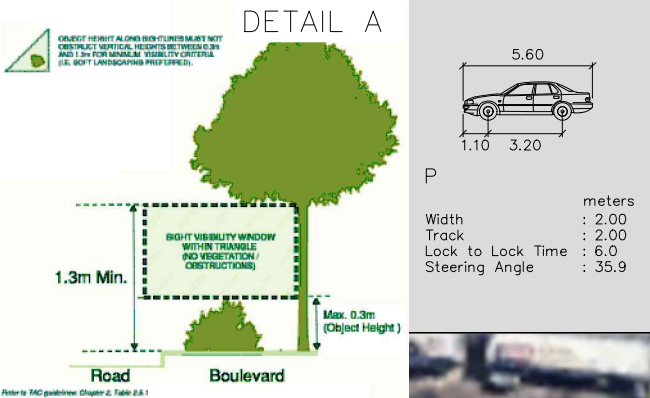 DETAIL A
OBJECT HEIGHT ALONG SIGHTLINES MUST NOT
OBSTRUCT VERTICAL HEIGHTS BETWEEN 0.3m
AND 1.3m FOR MINIMUM VISIBILITY CRITERIA
(I.E. SOFT LANDSCAPING PREFERRED).
SIGHT VISIBILITY WINDOW
WITHIN TRIANGLE
(NO VEGETATION /
OBSTRUCTIONS)
1.3m Min.
Max. 0.3m
(Object Height )
Road
Boulevard
Refer to TAC guidelines: Chapter 2, Table 2.5.1
5.60
1.10
3.20
P
meters
Width : 2.00
Track : 2.00
Lock to Lock Time : 6.0
Steering Angle : 35.9